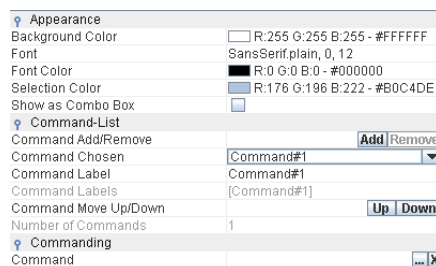 Appearance
Background Color R:255 G:255 B:255 - #FFFFFF
Font SansSerif.plain, 0, 12
Font Color R:0 G:0 B:0 - #000000
Selection Color R:176 G:196 B:222 - #B0C4DE
Show as Combo Box
Command-List
Command Add/Remove Add Remove
Command Chosen Command#1
Command Label Command#1
Command Labels [Command#1]
Command Move Up/Down Up Down
Number of Commands 1
Commanding
Command ... X